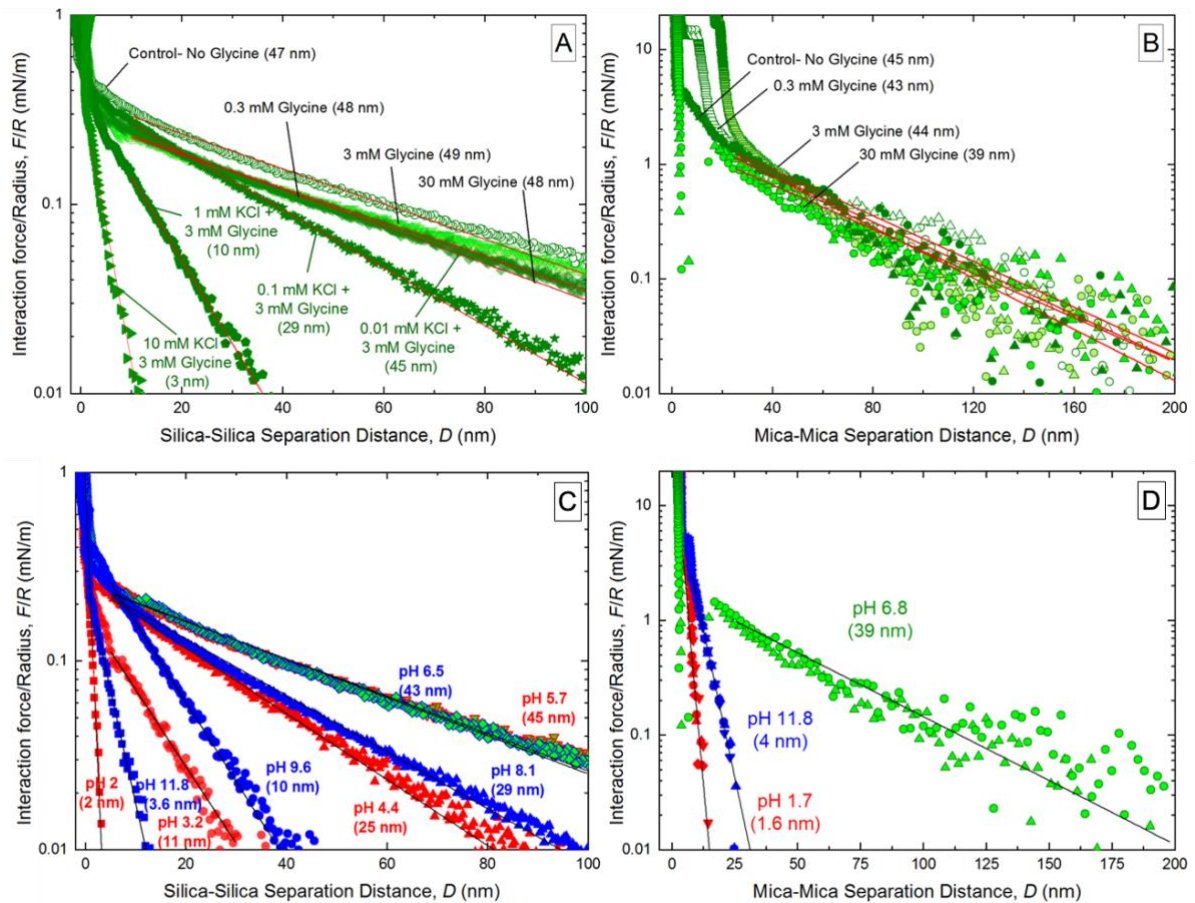 A
Control- No Glycine (47 nm)
0.3 mM Glycine (48 nm)
3 mM Glycine (49 nm)
30 mM Glycine (48 nm)
1 mM KCl +
3 mM Glycine
(10 nm)
0.1 mM KCl +
3 mM Glycine
(29 nm)
0.01 mM KCl +
3 mM Glycine
(45 nm)
10 mM KCl
3 mM Glycine
(3 nm)
Interaction force/Radius, F/R (mN/m)
1
0.1
0.01
0 20 40 60 80 100
Silica-Silica Separation Distance, D (nm)
B
Control- No Glycine (45 nm)
0.3 mM Glycine (43 nm)
3 mM Glycine (44 nm)
30 mM Glycine (39 nm)
Interaction force/Radius, F/R (mN/m)
10
1
0.1
0.01
0 40 80 120 160 200
Mica-Mica Separation Distance, D (nm)
C
pH 6.5
(43 nm)
pH 5.7
(45 nm)
pH 9.6
(10 nm)
pH 8.1
(29 nm)
pH 2
(2 nm)
pH 11.8
(3.6 nm)
pH 3.2
(11 nm)
pH 4.4
(25 nm)
Interaction force/Radius, F/R (mN/m)
1
0.1
0.01
0 20 40 60 80 100
Silica-Silica Separation Distance, D (nm)
D
pH 6.8
(39 nm)
pH 11.8
(4 nm)
pH 1.7
(1.6 nm)
Interaction force/Radius, F/R (mN/m)
10
1
0.1
0.01
0 25 50 75 100 125 150 175 200
Mica-Mica Separation Distance, D (nm)